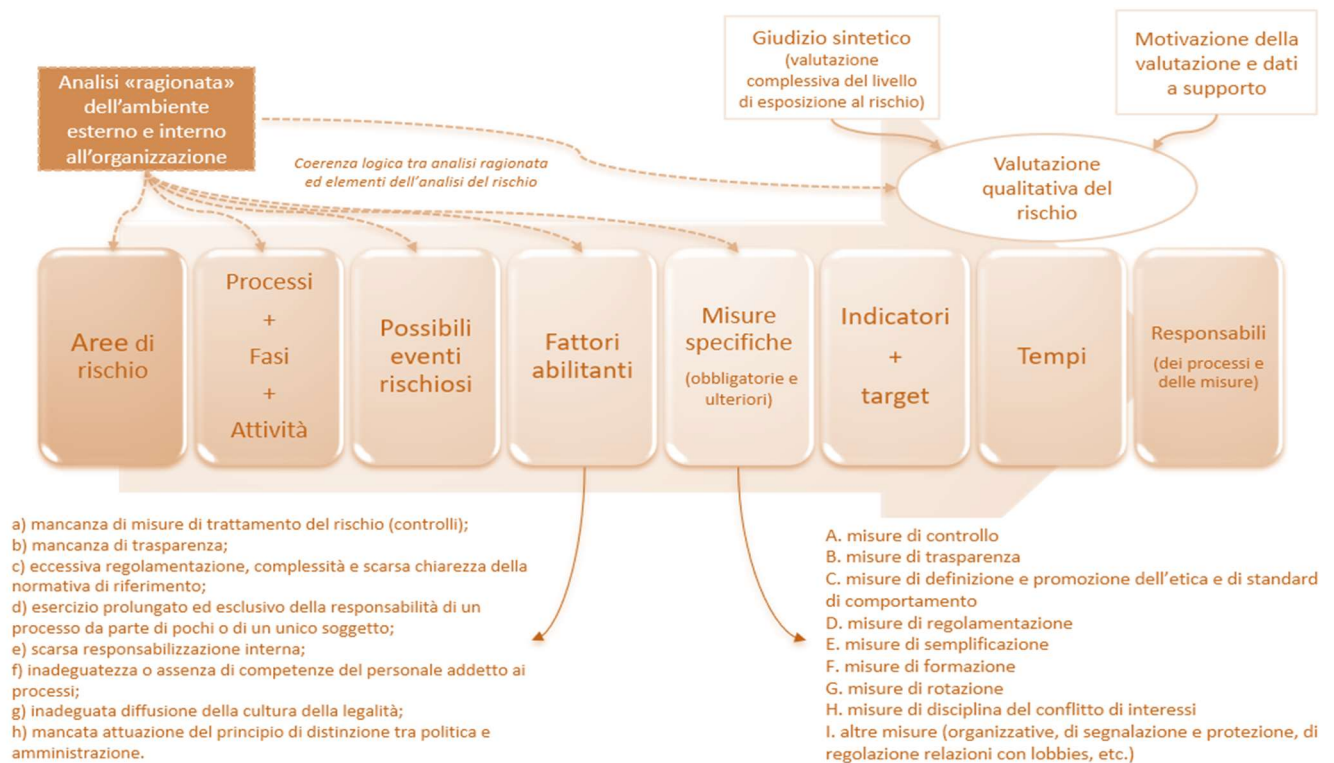 Analisi «ragionata»
dell'ambiente
esterno e interno
all'organizzazione
Giudizio sintetico
(valutazione
complessiva del livello
di esposizione al rischio)
Motivazione della
valutazione e dati
a supporto
Coerenza logica tra analisi ragionata
ed elementi dell'analisi del rischio
Valutazione
qualitativa del
rischio
Aree di
rischio
Processi
+
Fasi
+
Attività
Possibili
eventi
rischiosi
Fattori
abilitanti
Misure
specifiche
(obbligatorie e
ulteriori)
Indicatori
+
target
Tempi
Responsabili
(dei processi e
delle misure)
a) mancanza di misure di trattamento del rischio (controlli);
b) mancanza di trasparenza;
c) eccessiva regolamentazione, complessità e scarsa chiarezza della
normativa di riferimento;
d) esercizio prolungato ed esclusivo della responsabilità di un
processo da parte di pochi o di un unico soggetto;
e) scarsa responsabilizzazione interna;
f) inadeguatezza o assenza di competenze del personale addetto ai
processi;
g) inadeguata diffusione della cultura della legalità;
h) mancata attuazione del principio di distinzione tra politica e
amministrazione.
A. misure di controllo
B. misure di trasparenza
C. misure di definizione e promozione dell'etica e di standard
di comportamento
D. misure di regolamentazione
E. misure di semplificazione
F. misure di formazione
G. misure di rotazione
H. misure di disciplina del conflitto di interessi
I. altre misure (organizzative, di segnalazione e protezione, di
regolazione relazioni con lobbies, etc.)